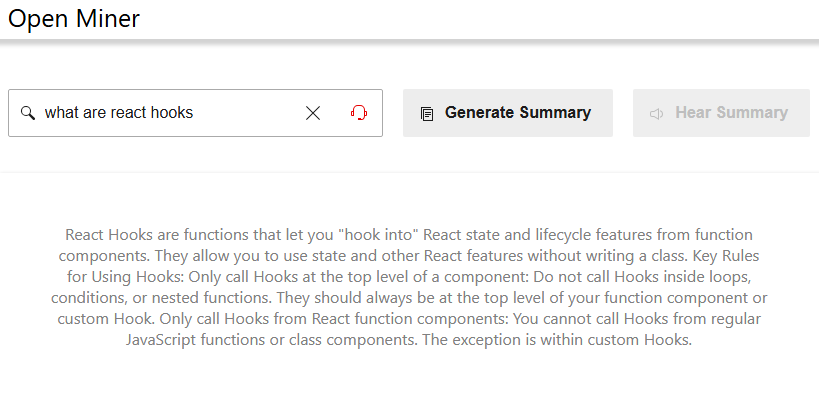 Open Miner
what are react hooks
Generate Summary
Hear Summary
React Hooks are functions that let you "hook into" React state and lifecycle features from function
components. They allow you to use state and other React features without writing a class. Key Rules
for Using Hooks: Only call Hooks at the top level of a component: Do not call Hooks inside loops,
conditions, or nested functions. They should always be at the top level of your function component or
custom Hook. Only call Hooks from React function components: You cannot call Hooks from regular
JavaScript functions or class components. The exception is within custom Hooks.